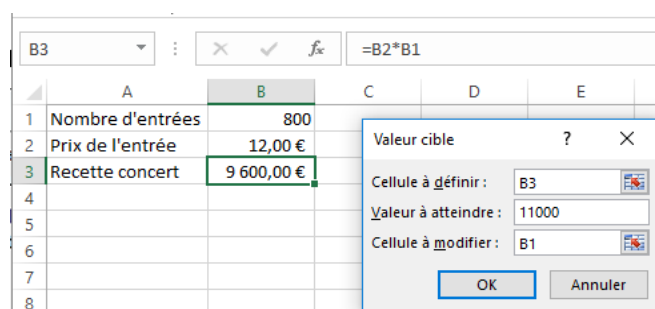 B3 fx =B2*B1
A B C D E
1 Nombre d'entrées 800
2 Prix de l'entrée 12,00 €
3 Recette concert 9 600,00 €
4
5
6
7
8
Valeur cible ? X
Cellule à définir : B3
Valeur à atteindre : 11000
Cellule à modifier : B1
OK Annuler